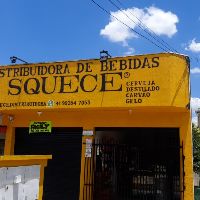 STRIBUIDORA DE BEBIDAS
SQUECE®
CERVEJA
DESTILADO
CARVÃO
GELO